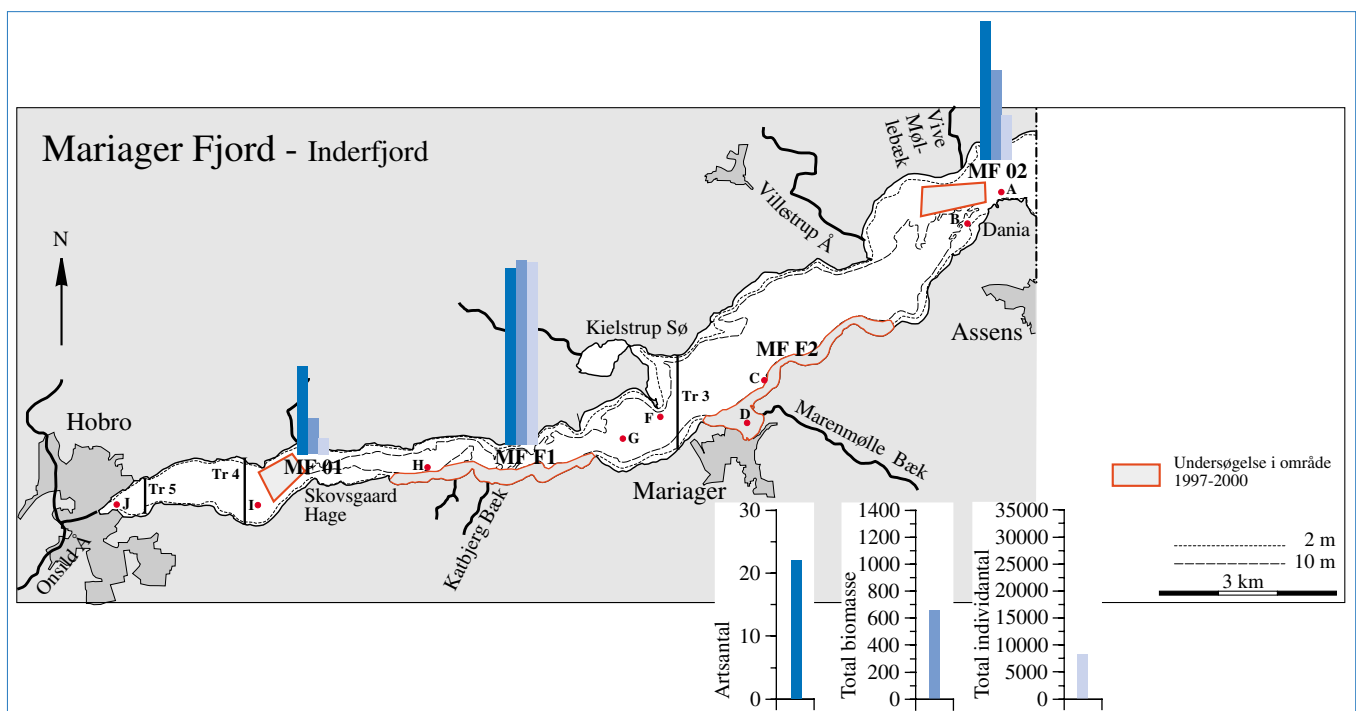 Mariager Fjord - Inderfjord
Vive
Møl-
lebæk
MF 02
A
B
Dania
Villestrup Å
N
Assens
Kielstrup Sø
MF F2
C
Tr 3
D
F
G
Marenmølle Bæk
Hobro
MF F1
H
MF 01
Tr 4
Tr 5
I
J
Skovsgaard
Hage
Mariager
Katbjerg Bæk
Onsild Å
Undersøgelse i område
1997-2000
2 m
10 m
3 km
Artsantal
30
20
10
0
Total biomasse
1400
1200
1000
800
600
400
200
0
Total individantal
35000
30000
25000
20000
15000
10000
5000
0